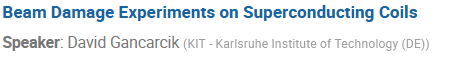 Beam Damage Experiments on Superconducting Coils
Speaker: David Gancarcik (KIT - Karlsruhe Institute of Technology (DE))